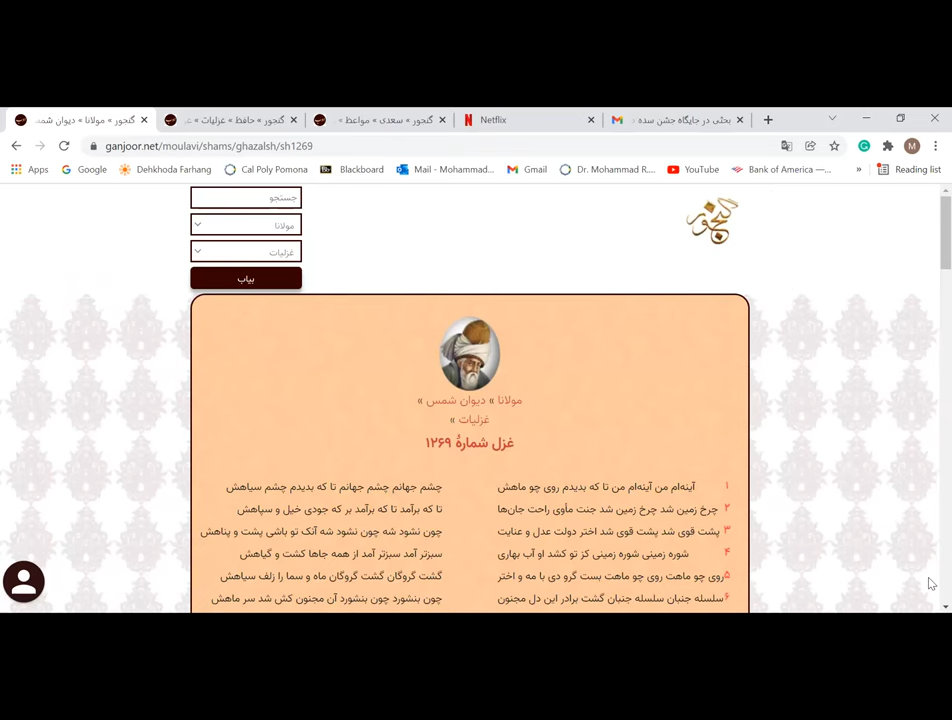 گنجور » مولانا » دیوان شمس
گنجور » حافظ » غزلیات » غ
گنجور » سعدی » مواعظ »
Netflix
بحثی در جایگاه جشن سده
ganjoor.net/moulavi/shams/ghazalsh/sh1269
Apps
Google
Dehkhoda Farhang
Cal Poly Pomona
Blackboard
Mail - Mohammad...
Gmail
Dr. Mohammad R....
YouTube
Bank of America —...
»
Reading list
جستجو
مولانا
غزلیات
بیاب
گنجور
مولانا » دیوان شمس »
غزلیات »
غزل شمارهٔ ۱۲۶۹
۱ آینه‌ام من آینه‌ام من تا که بدیدم روی چو ماهش چشم جهانم چشم جهانم تا که بدیدم چشم سیاهش
۲ چرخ زمین شد چرخ زمین شد جنت مأوی راحت جان‌ها تا که برآمد تا که برآمد بر که جودی خیل و سپاهش
۳ پشت قوی شد پشت قوی شد اختر دولت عدل و عنایت چون نشود شه چون نشود شه آنک تو باشی پشت و پناهش
۴ شوره زمینی شوره زمینی کز تو کشد او آب بهاری سبزتر آمد سبزتر آمد از همه جاها کشت و گیاهش
۵ روی چو ماهت روی چو ماهت بست گرو دی با مه و اختر گشت گروگان گشت گروگان ماه و سما را زلف سیاهش
۶ سلسله جنبان سلسله جنبان گشت برادر این دل مجنون چون بنشورد چون بنشورد آن مجنون کش شد سر ماهش
M